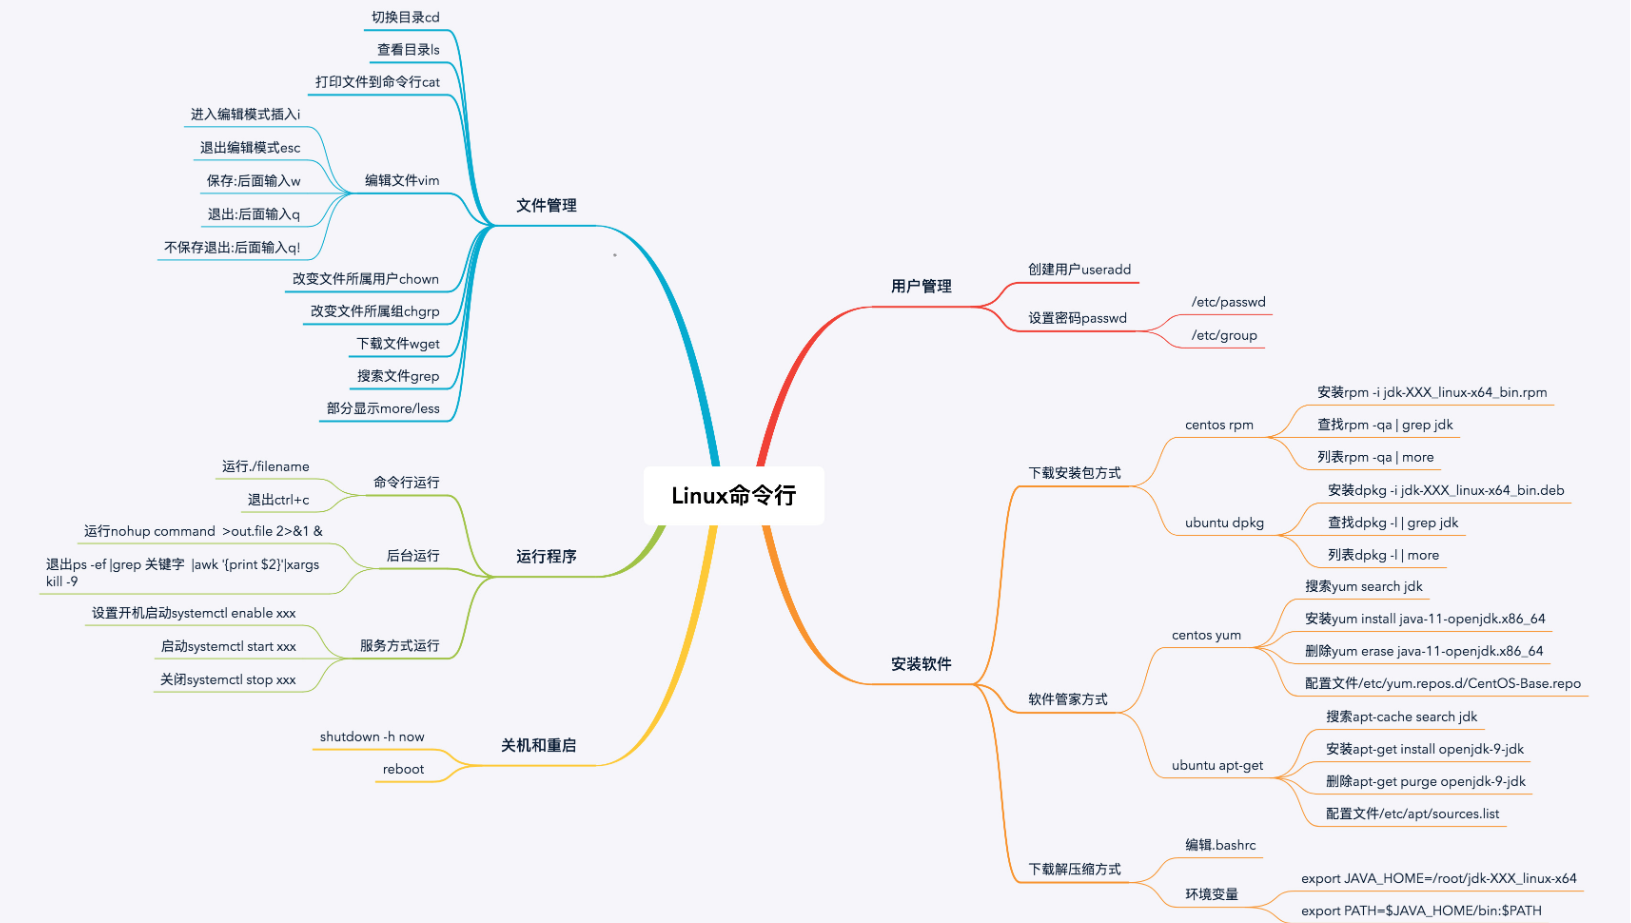 Linux命令行
文件管理
切换目录cd
查看目录ls
打印文件到命令行cat
编辑文件vim
进入编辑模式插入i
退出编辑模式esc
保存:后面输入w
退出:后面输入q
不保存退出:后面输入q!
改变文件所属用户chown
改变文件所属组chgrp
下载文件wget
搜索文件grep
部分显示more/less
运行程序
命令行运行
运行./filename
退出ctrl+c
后台运行
运行nohup command  >out.file 2>&1 &
退出ps -ef |grep 关键字  |awk '{print $2}'|xargs
kill -9
服务方式运行
设置开机启动systemctl enable xxx
启动systemctl start xxx
关闭systemctl stop xxx
关机和重启
shutdown -h now
reboot
用户管理
创建用户useradd
设置密码passwd
/etc/passwd
/etc/group
安装软件
下载安装包方式
centos rpm
安装rpm -i jdk-XXX_linux-x64_bin.rpm
查找rpm -qa | grep jdk
列表rpm -qa | more
ubuntu dpkg
安装dpkg -i jdk-XXX_linux-x64_bin.deb
查找dpkg -l | grep jdk
列表dpkg -l | more
软件管家方式
centos yum
搜索yum search jdk
安装yum install java-11-openjdk.x86_64
删除yum erase java-11-openjdk.x86_64
配置文件/etc/yum.repos.d/CentOS-Base.repo
ubuntu apt-get
搜索apt-cache search jdk
安装apt-get install openjdk-9-jdk
删除apt-get purge openjdk-9-jdk
配置文件/etc/apt/sources.list
下载解压缩方式
编辑.bashrc
环境变量
export JAVA_HOME=/root/jdk-XXX_linux-x64
export PATH=$JAVA_HOME/bin:$PATH